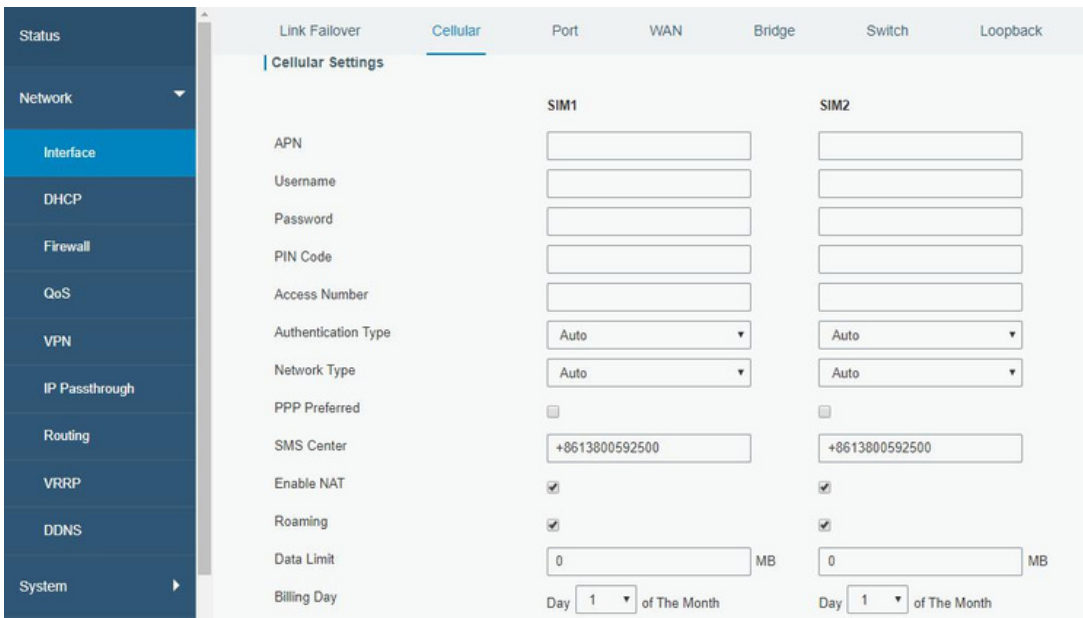 Status
Network
Interface
DHCP
Firewall
QoS
VPN
IP Passthrough
Routing
VRRP
DDNS
System
Link Failover Cellular Port WAN Bridge Switch Loopback
Cellular Settings
SIM1 SIM2
APN
Username
Password
PIN Code
Access Number
Authentication Type Auto Auto
Network Type Auto Auto
PPP Preferred
SMS Center +8613800592500 +8613800592500
Enable NAT
Roaming
Data Limit 0 MB 0 MB
Billing Day Day 1 of The Month Day 1 of The Month